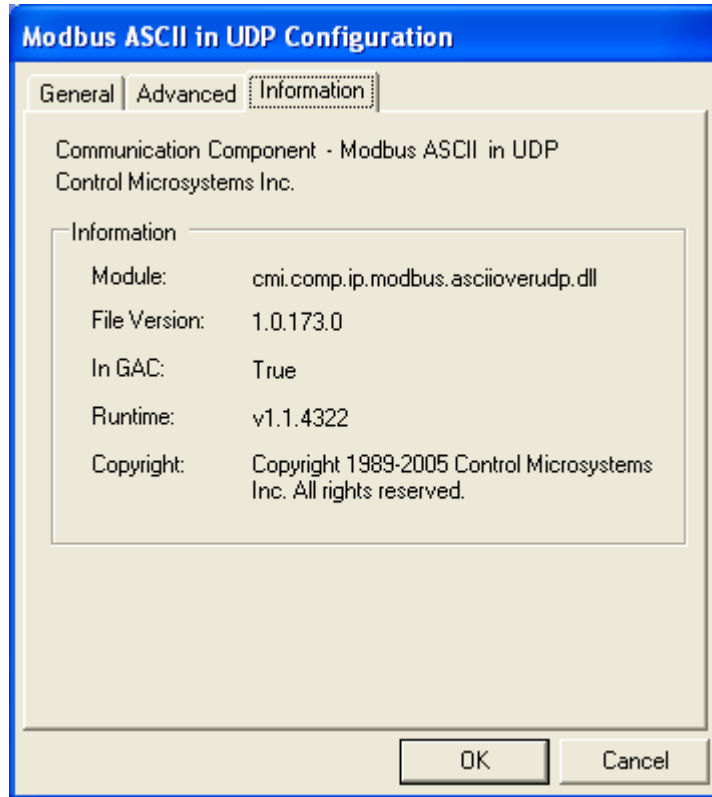 Modbus ASCII in UDP Configuration
General Advanced Information
Communication Component - Modbus ASCII in UDP
Control Microsystems Inc.
Information
Module: cmi.comp.ip.modbus.asciioverudp.dll
File Version: 1.0.173.0
In GAC: True
Runtime: v1.1.4322
Copyright: Copyright 1989-2005 Control Microsystems
Inc. All rights reserved.
OK Cancel